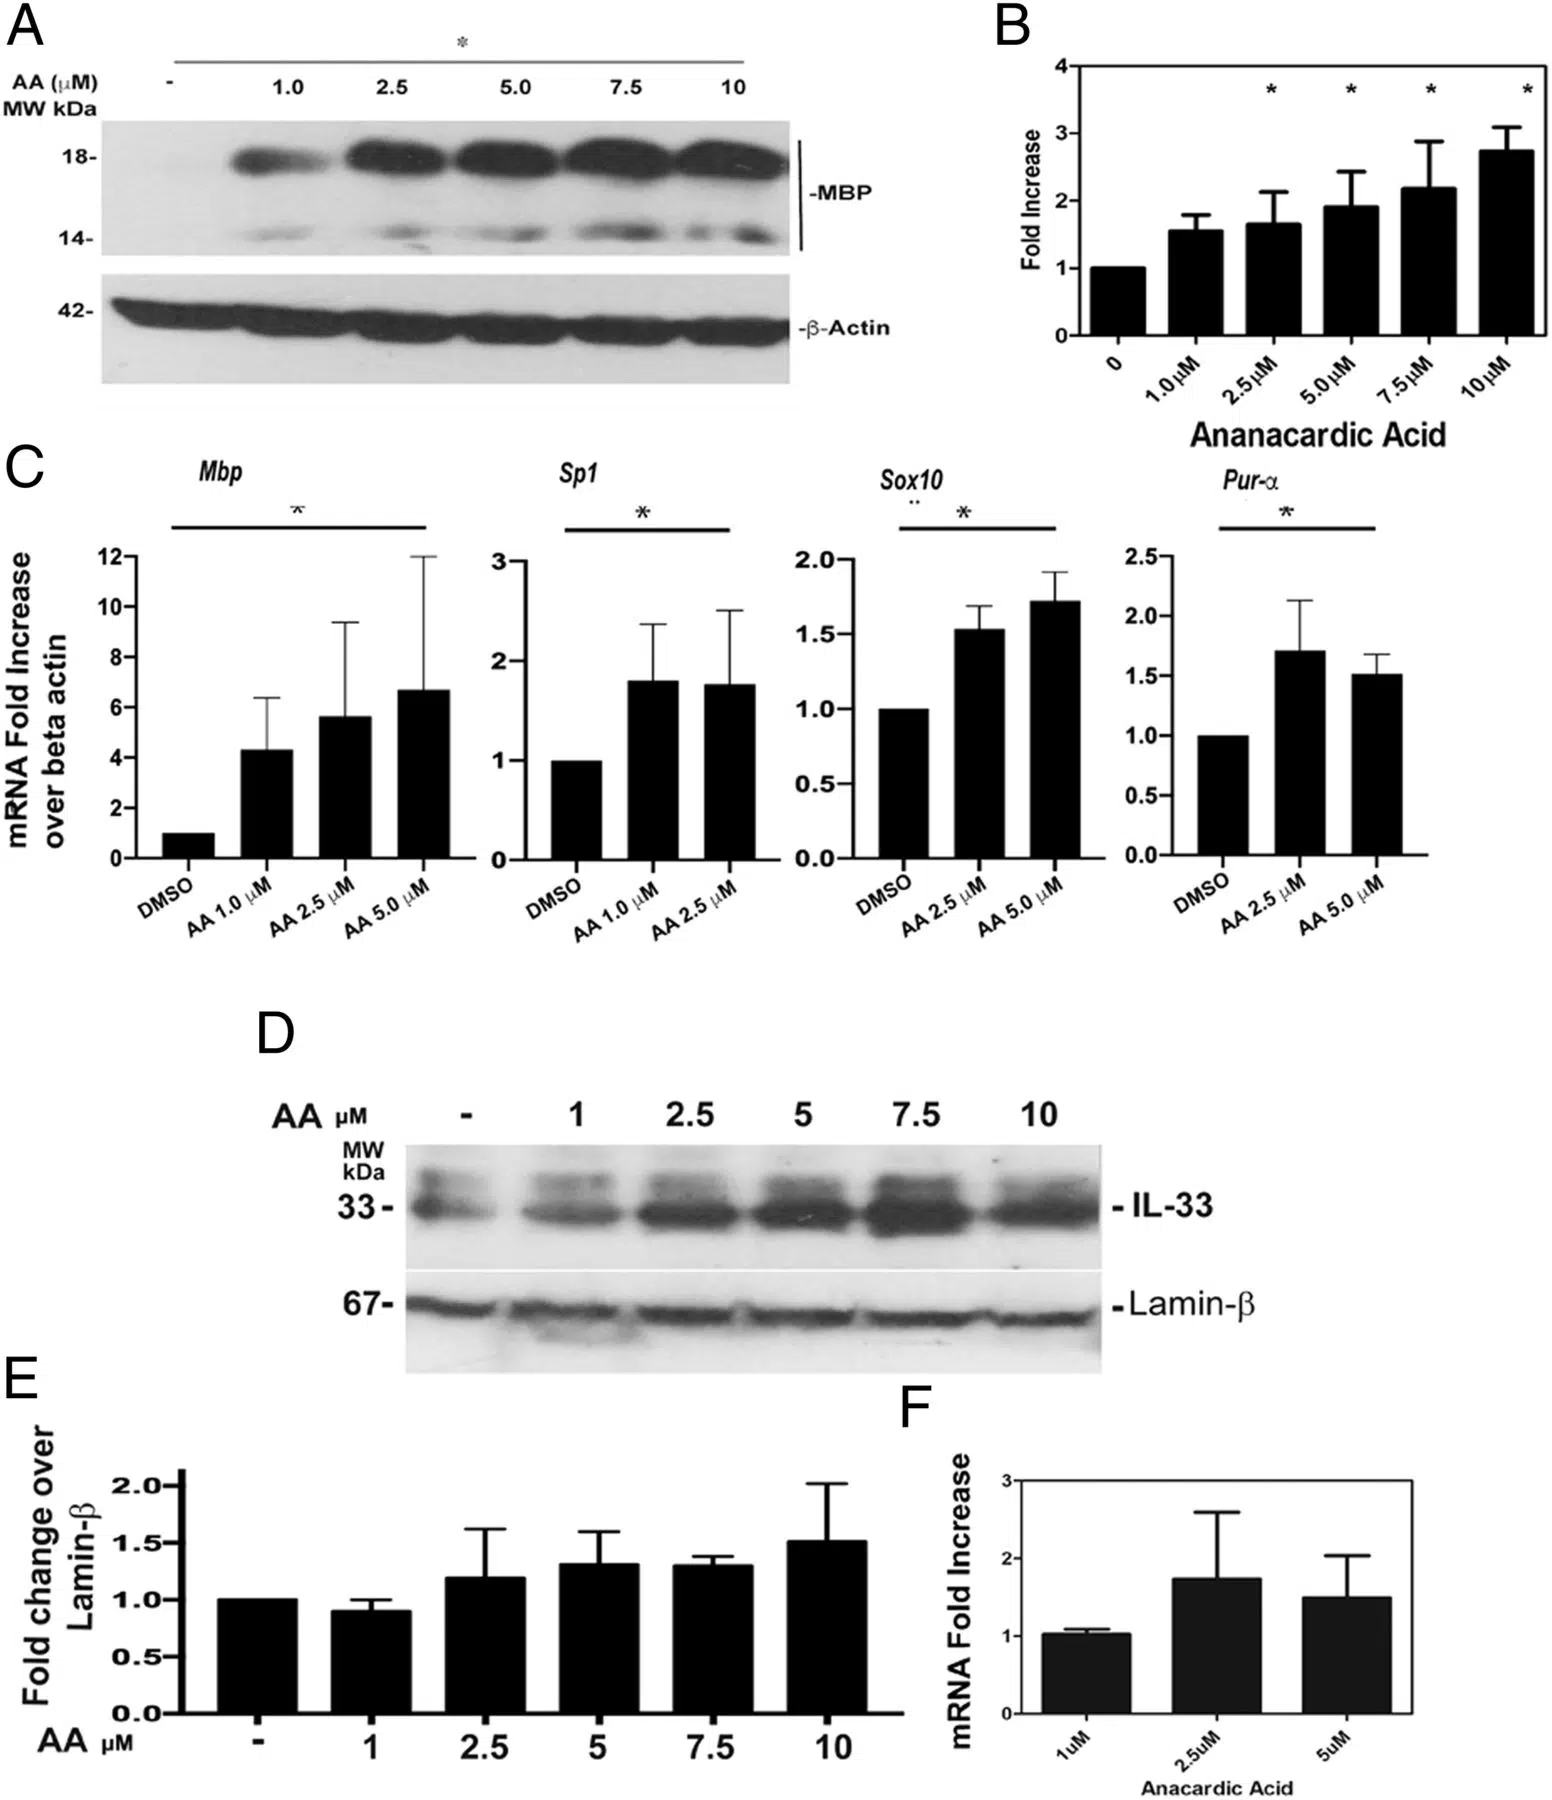 A
*
AA (μM) - 1.0 2.5 5.0 7.5 10
MW kDa
18-
-MBP
14-
42-
-β-Actin
B
4
3
2
1
0
* * * *
Fold Increase
0 1.0μM 2.5μM 5.0μM 7.5μM 10μM
Ananacardic Acid
C
mRNA Fold Increase
over beta actin
Mbp
*
12
10
8
6
4
2
0
DMSO AA 1.0 μM AA 2.5 μM AA 5.0 μM
Sp1
*
3
2
1
0
DMSO AA 1.0 μM AA 2.5 μM
Sox10
*
2.0
1.5
1.0
0.5
0.0
DMSO AA 2.5 μM AA 5.0 μM
Pur-α
*
2.5
2.0
1.5
1.0
0.5
0.0
DMSO AA 2.5 μM AA 5.0 μM
D
AA μM - 1 2.5 5 7.5 10
MW
kDa
33-
- IL-33
67-
-Lamin-β
E
Fold change over
Lamin-β
2.0
1.5
1.0
0.5
0.0
AA μM - 1 2.5 5 7.5 10
F
mRNA Fold Increase
3
2
1
0
1uM 2.5uM 5uM
Anacardic Acid